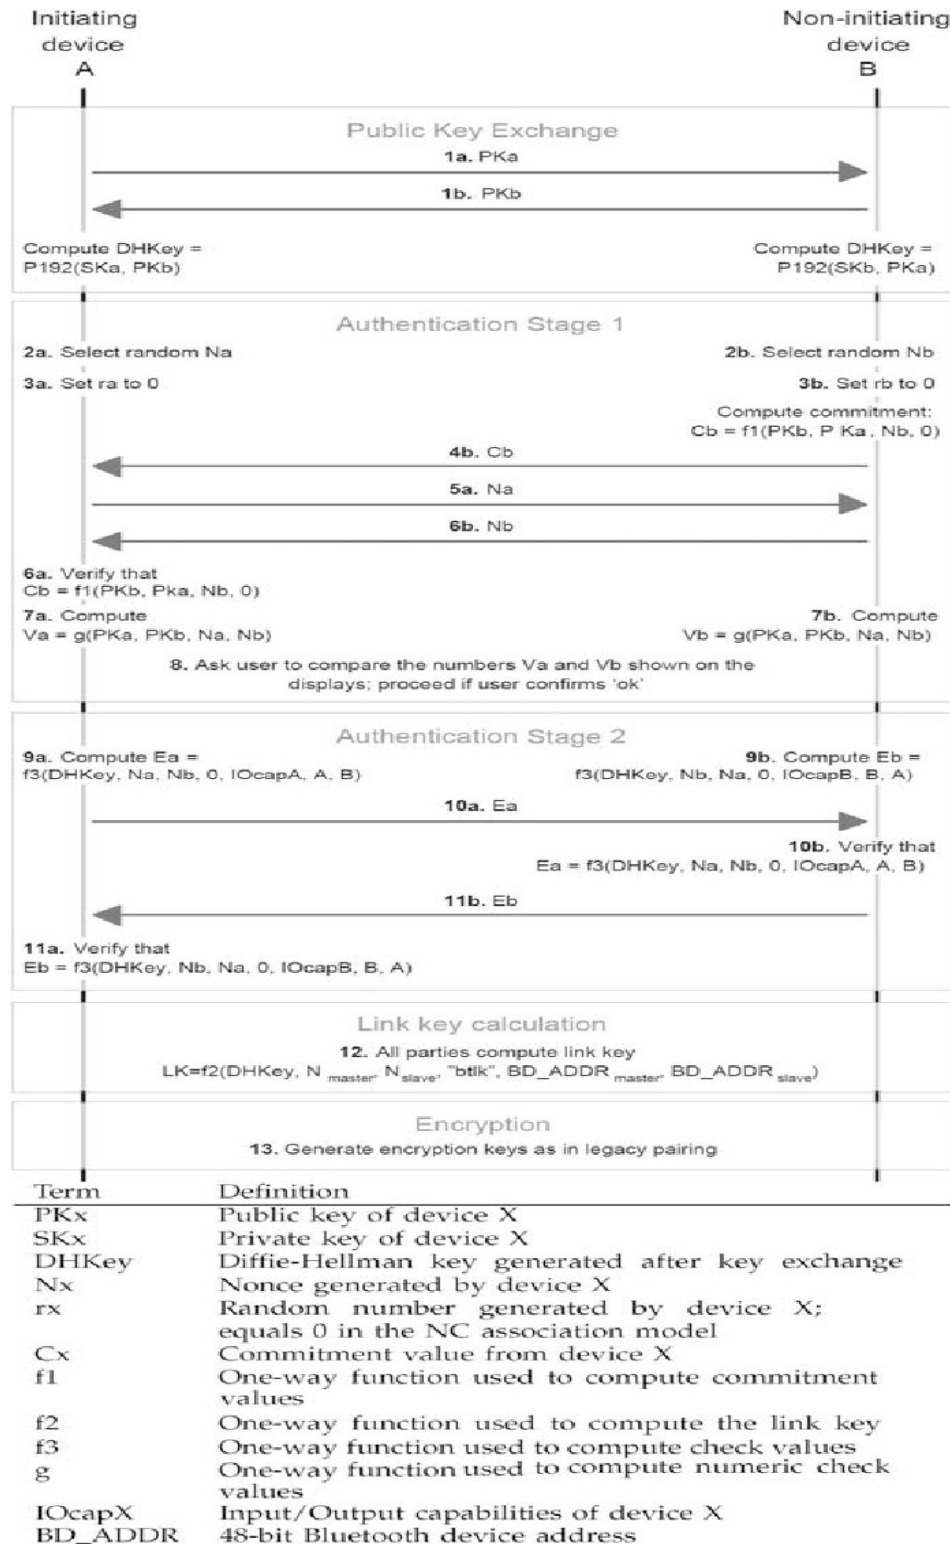 Initiating
device
A
Non-initiating
device
B
Public Key Exchange
1a. PKa
1b. PKb
Compute DHKey =
P192(SKa, PKb)
Compute DHKey =
P192(SKb, PKa)
Authentication Stage 1
2a. Select random Na
2b. Select random Nb
3a. Set ra to 0
3b. Set rb to 0
Compute commitment:
Cb = f1(PKb, P Ka, Nb, 0)
4b. Cb
5a. Na
6b. Nb
6a. Verify that
Cb = f1(PKb, Pka, Nb, 0)
7a. Compute
Va = g(PKa, PKb, Na, Nb)
7b. Compute
Vb = g(PKa, PKb, Na, Nb)
8. Ask user to compare the numbers Va and Vb shown on the
displays; proceed if user confirms 'ok'
Authentication Stage 2
9a. Compute Ea =
f3(DHKey, Na, Nb, 0, IOcapA, A, B)
9b. Compute Eb =
f3(DHKey, Nb, Na, 0, IOcapB, B, A)
10a. Ea
10b. Verify that
Ea = f3(DHKey, Na, Nb, 0, IOcapA, A, B)
11b. Eb
11a. Verify that
Eb = f3(DHKey, Nb, Na, 0, IOcapB, B, A)
Link key calculation
12. All parties compute link key
LK=f2(DHKey, N master, N slave, "btlk", BD_ADDR master, BD_ADDR slave)
Encryption
13. Generate encryption keys as in legacy pairing
Term Definition
PKx Public key of device X
SKx Private key of device X
DHKey Diffie-Hellman key generated after key exchange
Nx Nonce generated by device X
rx Random number generated by device X;
equals 0 in the NC association model
Cx Commitment value from device X
f1 One-way function used to compute commitment
values
f2 One-way function used to compute the link key
f3 One-way function used to compute check values
g One-way function used to compute numeric check
values
IOcapX Input/Output capabilities of device X
BD_ADDR 48-bit Bluetooth device address